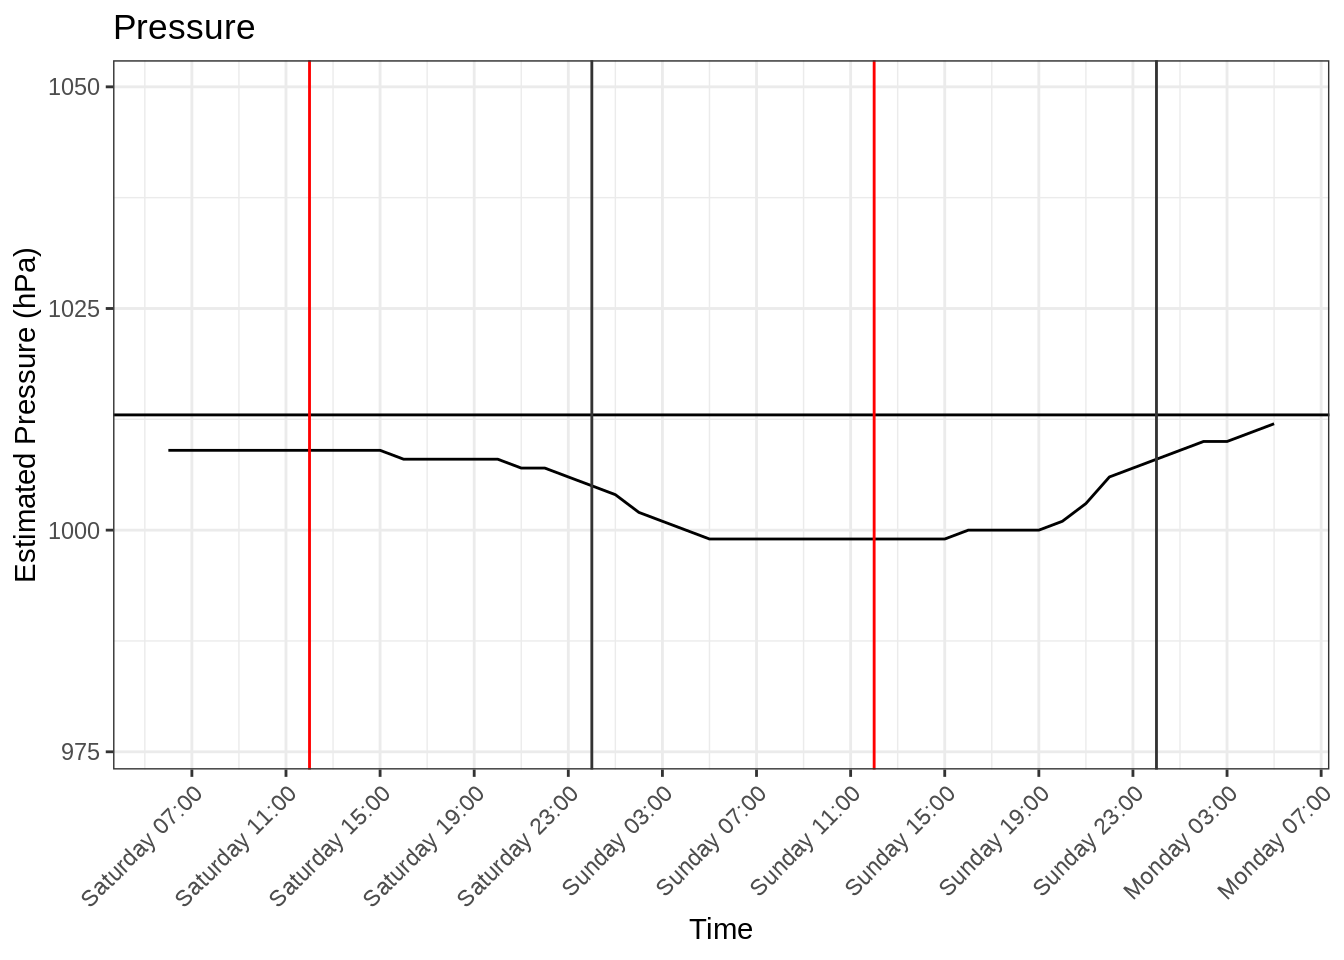 Pressure
Estimated Pressure (hPa)
1050
1025
1000
975
Saturday 07:00
Saturday 11:00
Saturday 15:00
Saturday 19:00
Saturday 23:00
Sunday 03:00
Sunday 07:00
Sunday 11:00
Sunday 15:00
Sunday 19:00
Sunday 23:00
Monday 03:00
Monday 07:00
Time